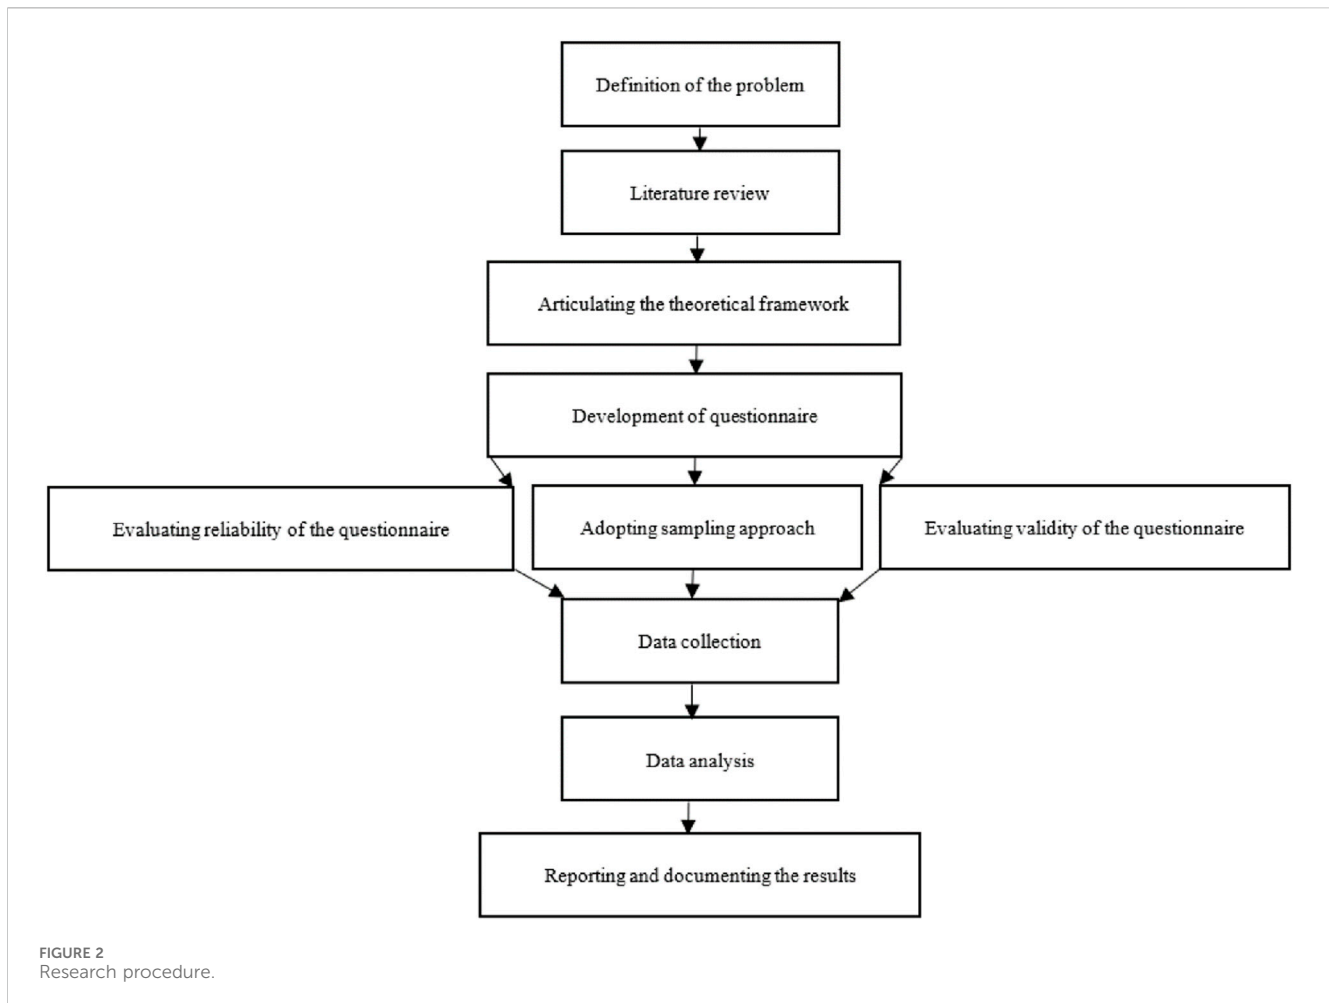 Definition of the problem
Literature review
Articulating the theoretical framework
Development of questionnaire
Evaluating reliability of the questionnaire
Adopting sampling approach
Evaluating validity of the questionnaire
Data collection
Data analysis
Reporting and documenting the results
FIGURE 2
Research procedure.